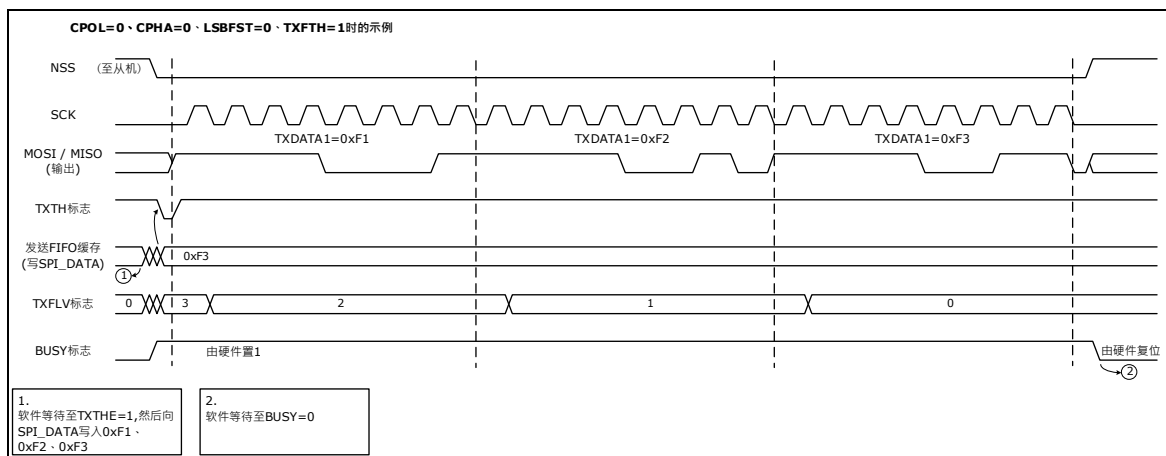 CPOL=0、CPHA=0、LSBFST=0、TXFTH=1时的示例
NSS （至从机）
SCK
TXDATA1=0xF1 TXDATA1=0xF2 TXDATA1=0xF3
MOSI / MISO
(输出)
TXTH标志
发送FIFO缓存
(写SPI_DATA)
0xF3
1
TXFLV标志 0 3 2 1 0
BUSY标志 由硬件置1 由硬件复位
2
1.
软件等待至TXTHE=1,然后向
SPI_DATA写入0xF1、
0xF2、0xF3
2.
软件等待至BUSY=0